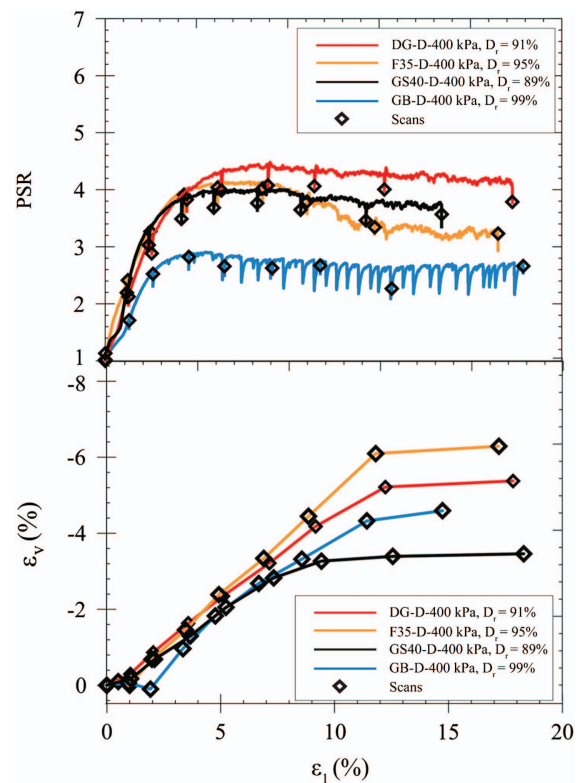 7
6
5
4
3
2
1
PSR
DG-D-400 kPa, Dr = 91%
F35-D-400 kPa, Dr = 95%
GS40-D-400 kPa, Dr = 89%
GB-D-400 kPa, Dr = 99%
Scans
-8
-6
-4
-2
0
εv (%)
DG-D-400 kPa, Dr = 91%
F35-D-400 kPa, Dr = 95%
GS40-D-400 kPa, Dr = 89%
GB-D-400 kPa, Dr = 99%
Scans
0 5 10 15 20
ε1 (%)